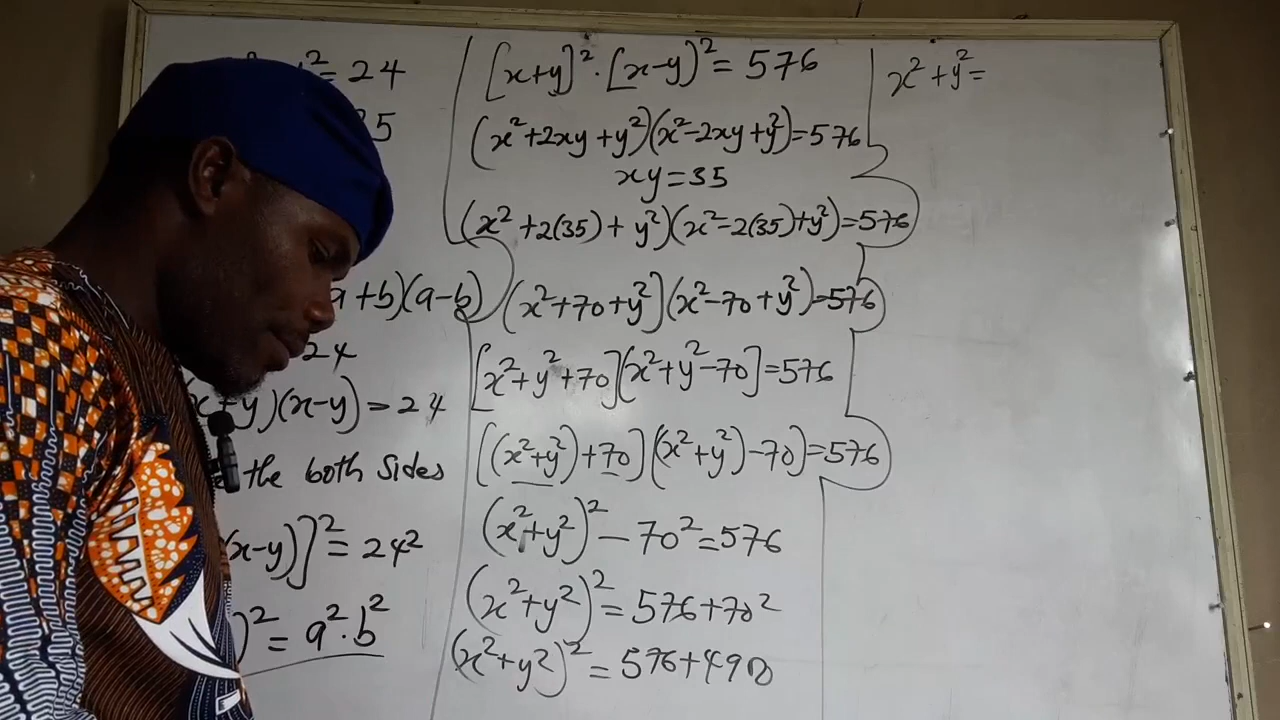 ² = 24
5
a+b)(a-b)
24
x+y)(x-y) = 24
the both sides
(x-y)]² = 24²
)² = a²·b²
[x+y]²·[x-y)² = 576
(x²+2xy+y²)(x²-2xy+y²)=576
xy=35
(x²+2(35)+y²)(x²-2(35)+y²)=576
(x²+70+y²](x²-70+y²)=576
[x²+y²+70][x²+y²-70]=576
[(x²+y²)+70][(x²+y²)-70]=576
(x²+y²)²-70²=576
(x²+y²)²=576+70²
(x²+y²)²=576+490
x²+y²=